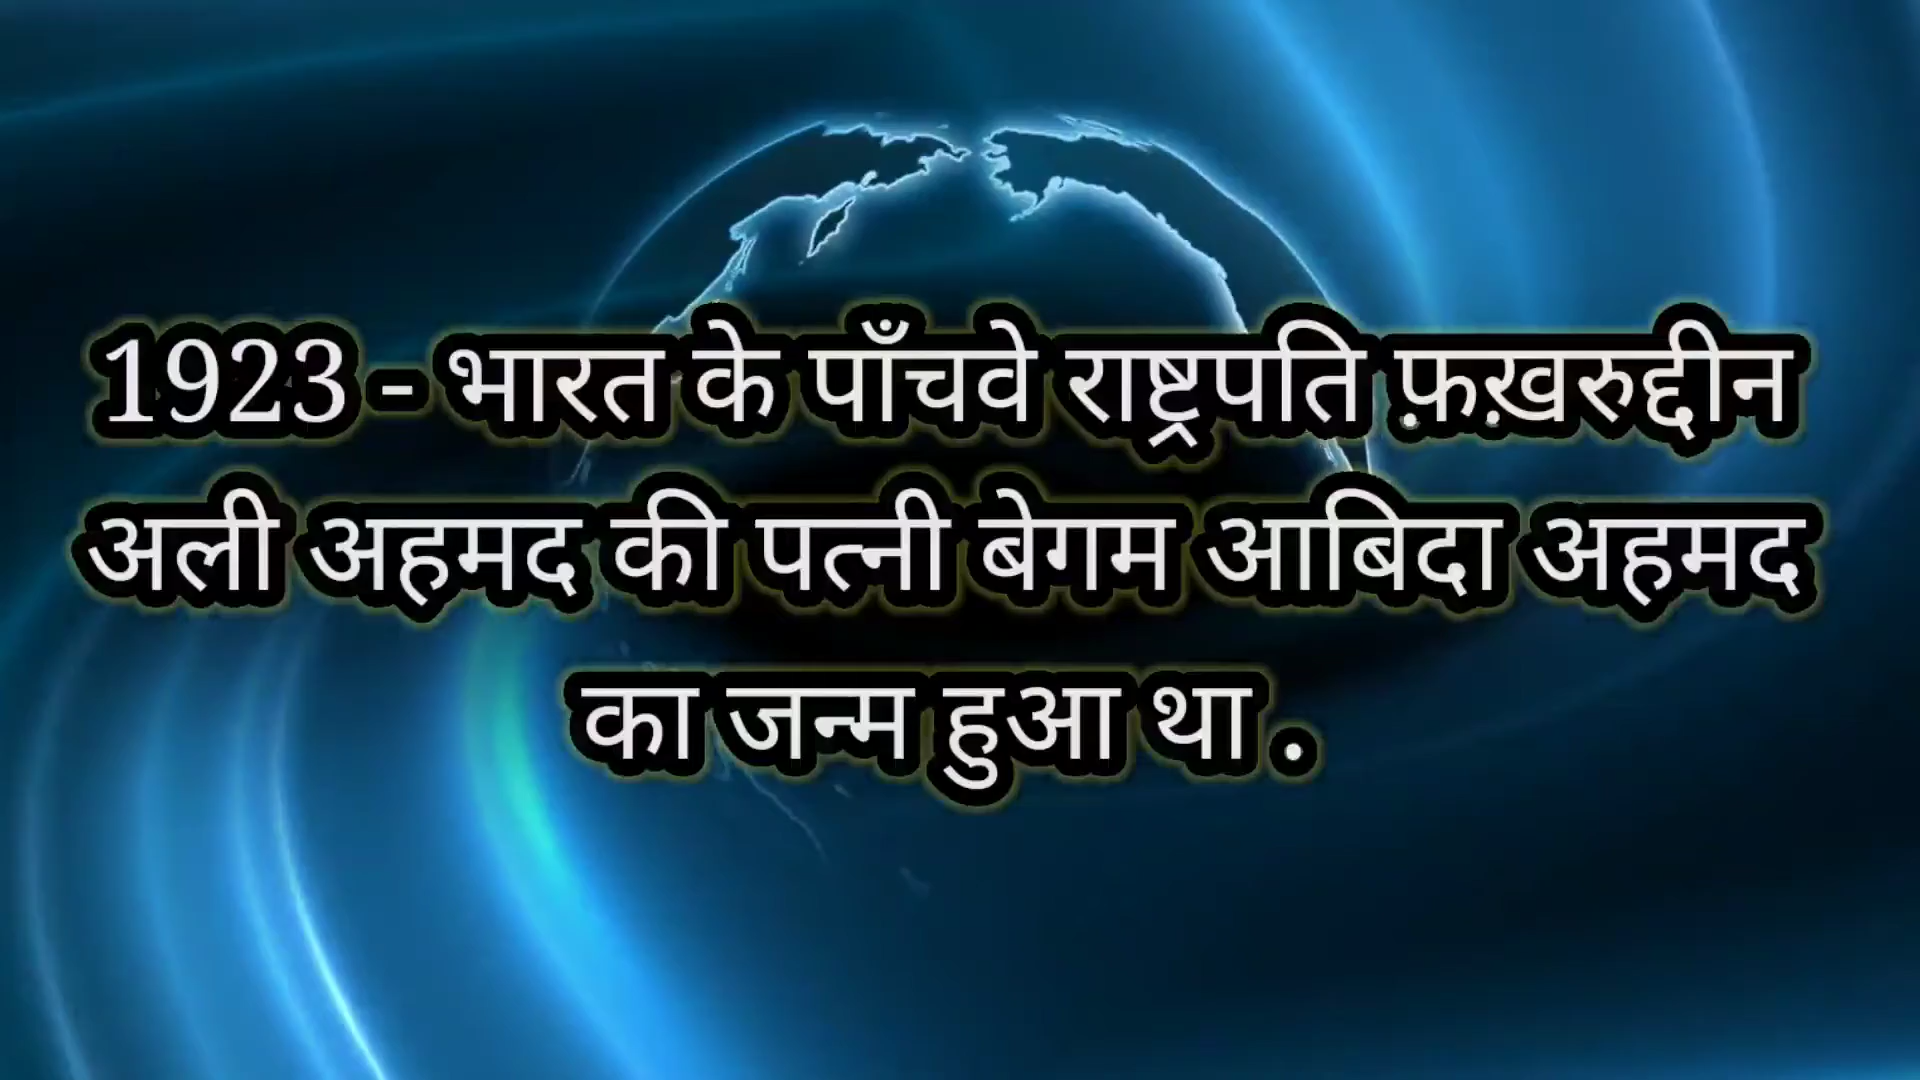 1923 - भारत के पाँचवे राष्ट्रपति फ़ख़रुद्दीन
अली अहमद की पत्नी बेगम आबिदा अहमद
का जन्म हुआ था .